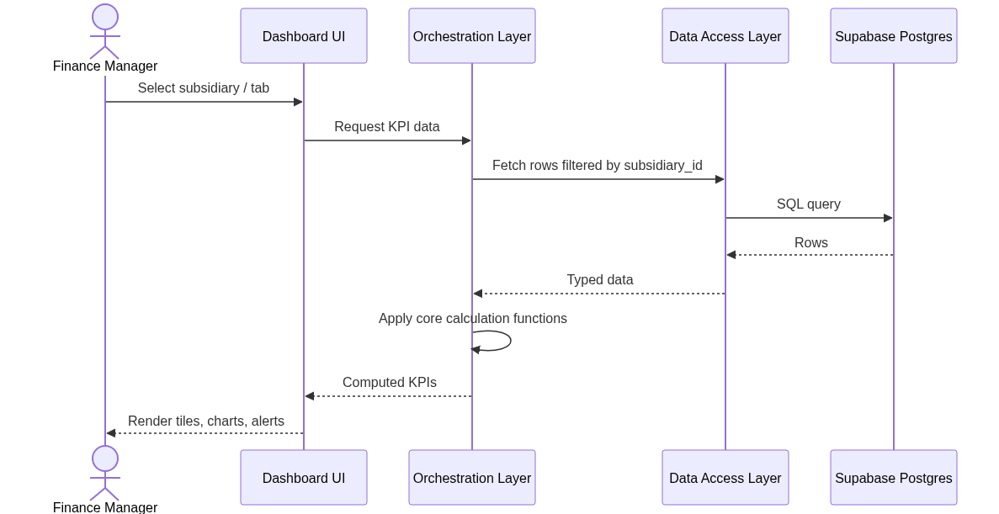 Finance Manager
Dashboard UI
Orchestration Layer
Data Access Layer
Supabase Postgres
Select subsidiary / tab
Request KPI data
Fetch rows filtered by subsidiary_id
SQL query
Rows
Typed data
Apply core calculation functions
Computed KPIs
Render tiles, charts, alerts
Finance Manager
Dashboard UI
Orchestration Layer
Data Access Layer
Supabase Postgres